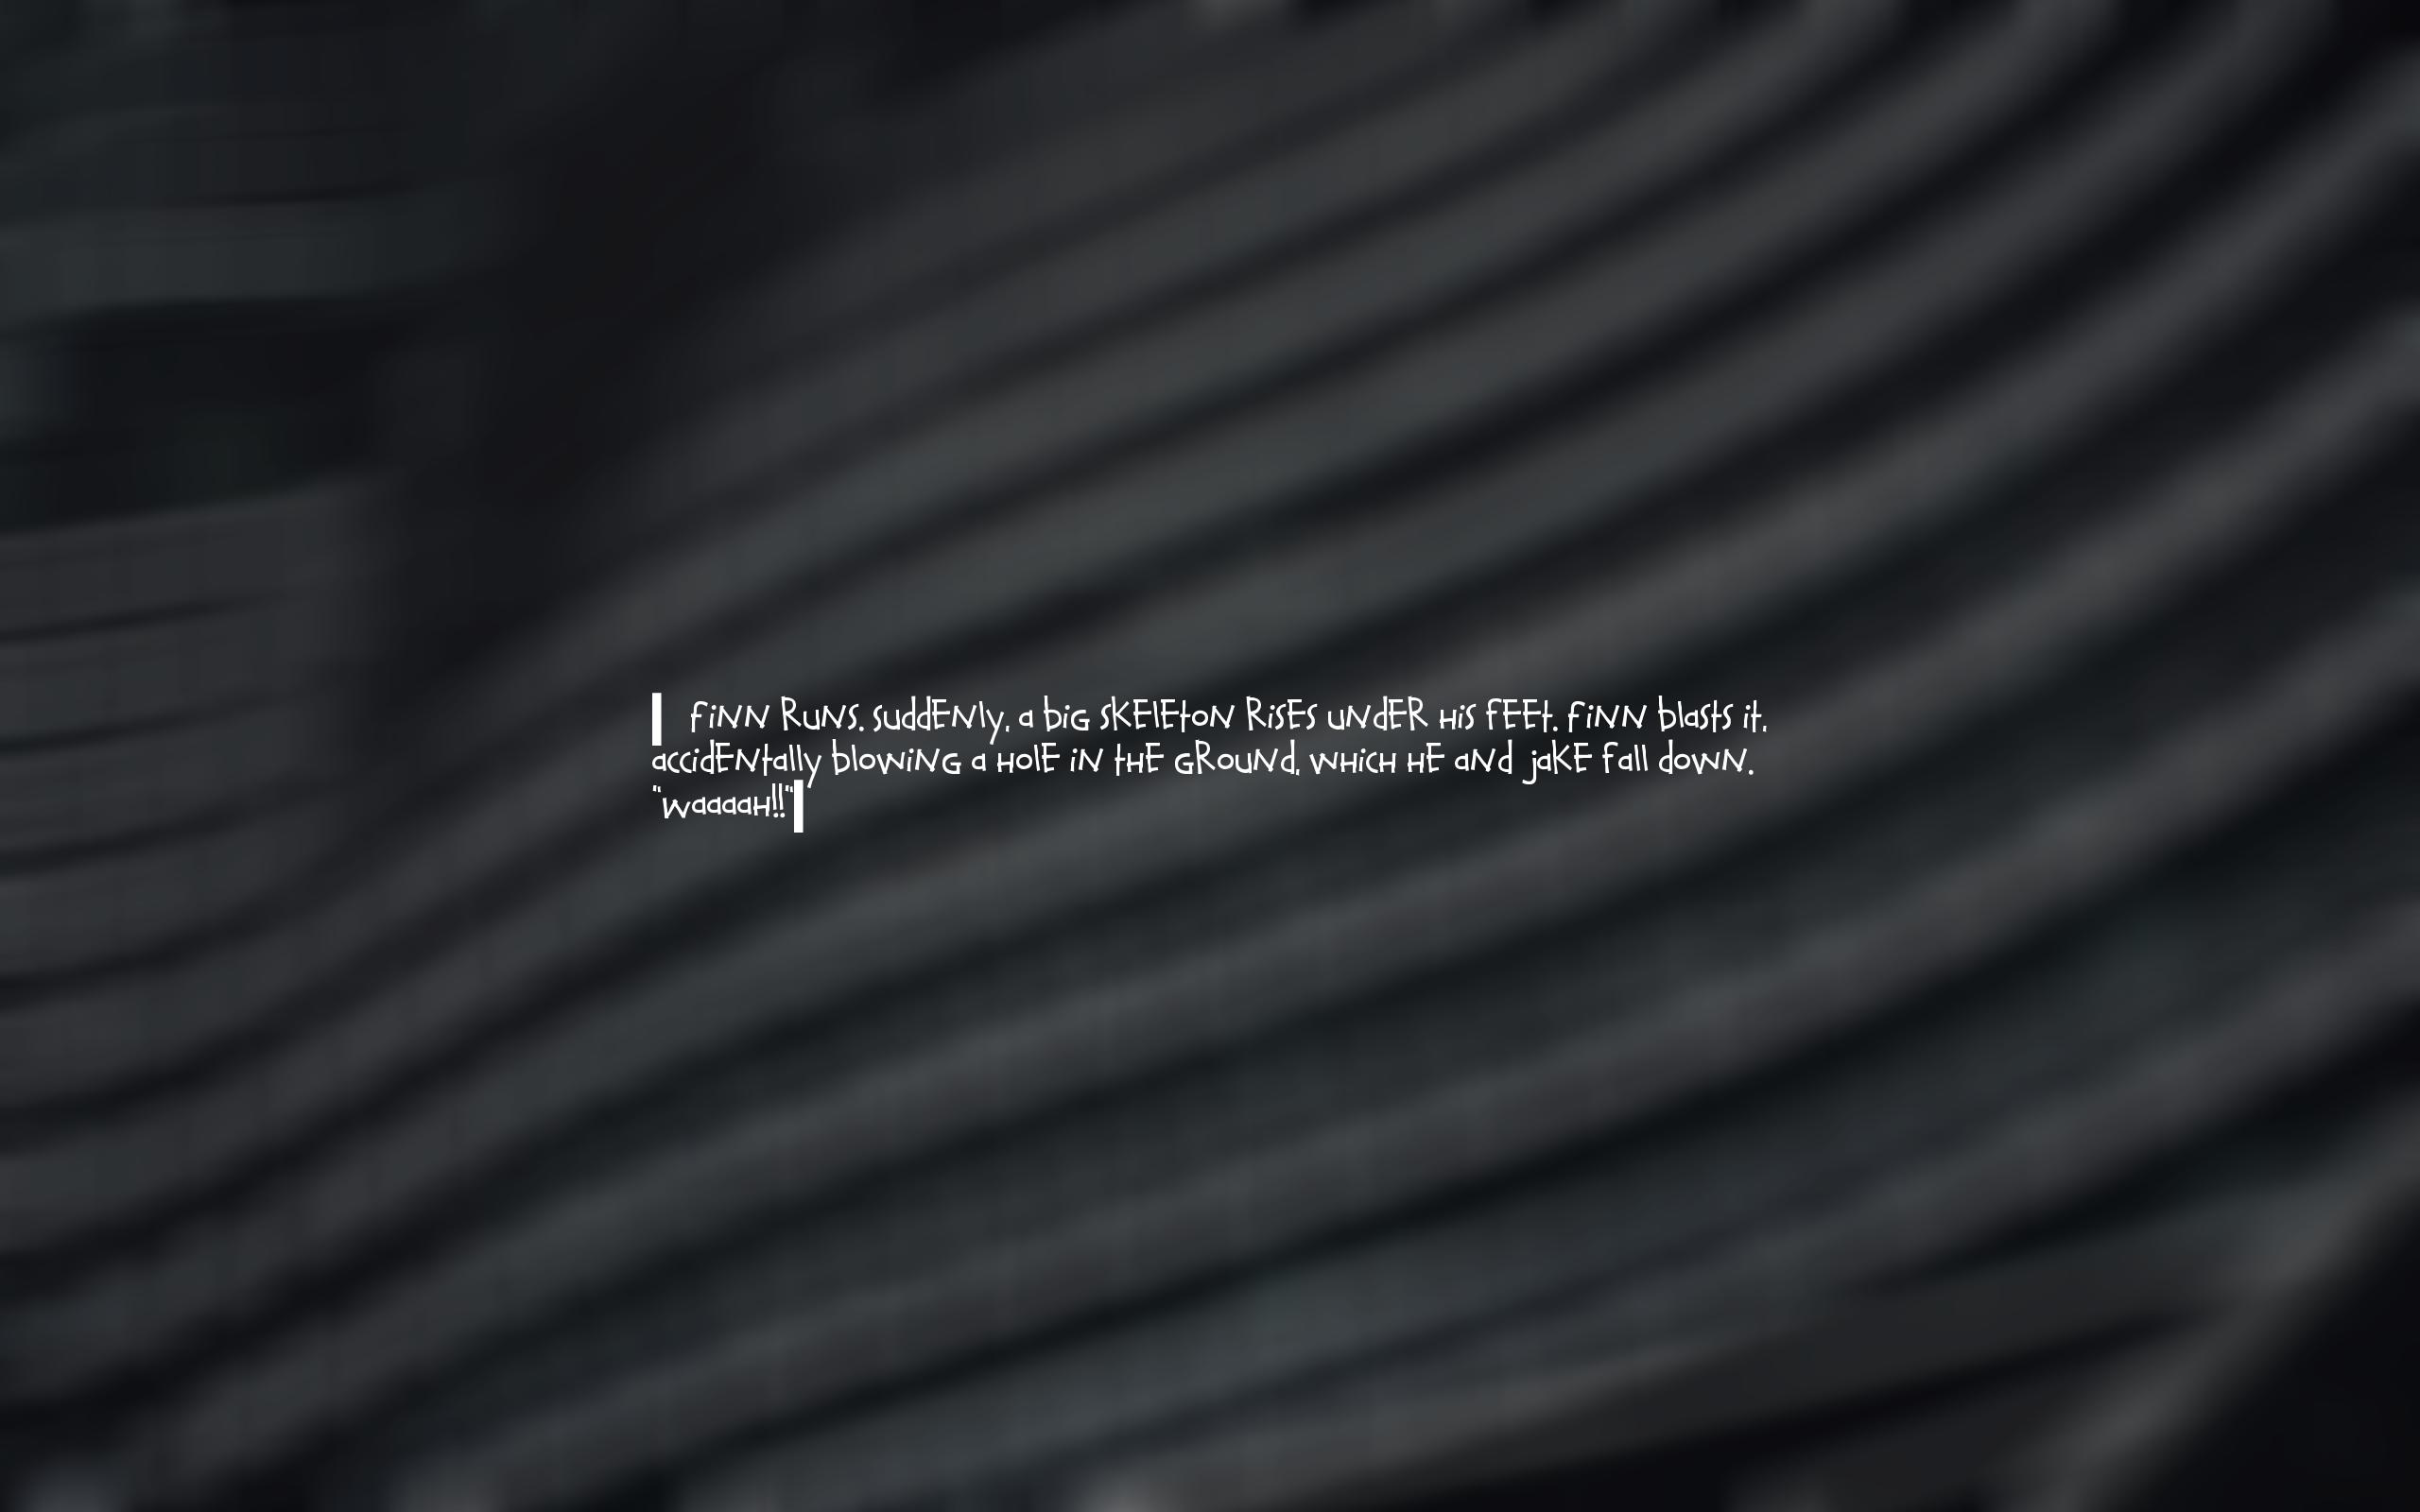 Finn runs. Suddenly, a big skeleton rises under his feet. Finn blasts it,
accidentally blowing a hole in the ground, which he and Jake fall down.
"Waaaah!!"